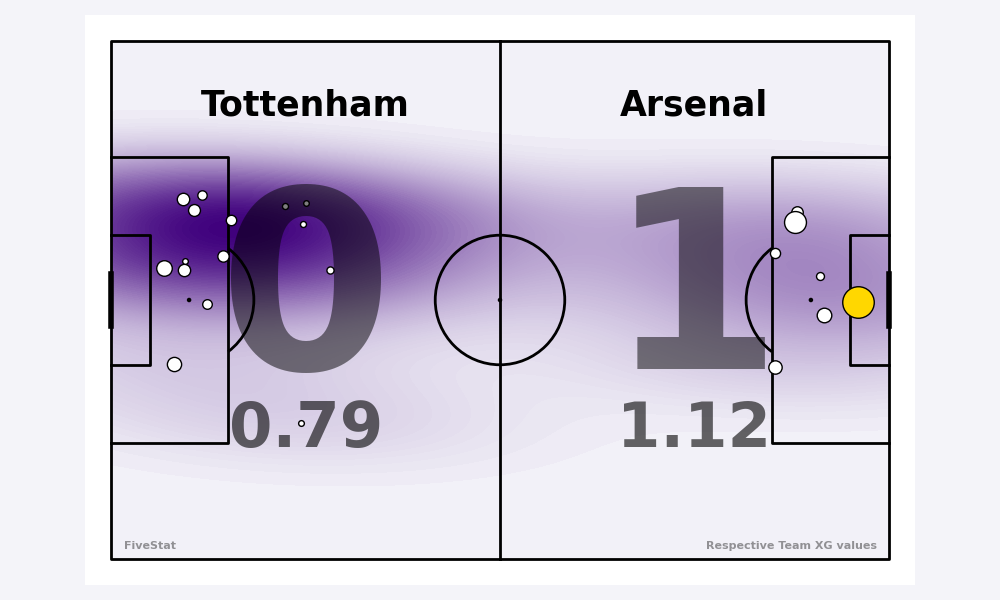 Tottenham
Arsenal
0
1
0.79
1.12
FiveStat
Respective Team XG values